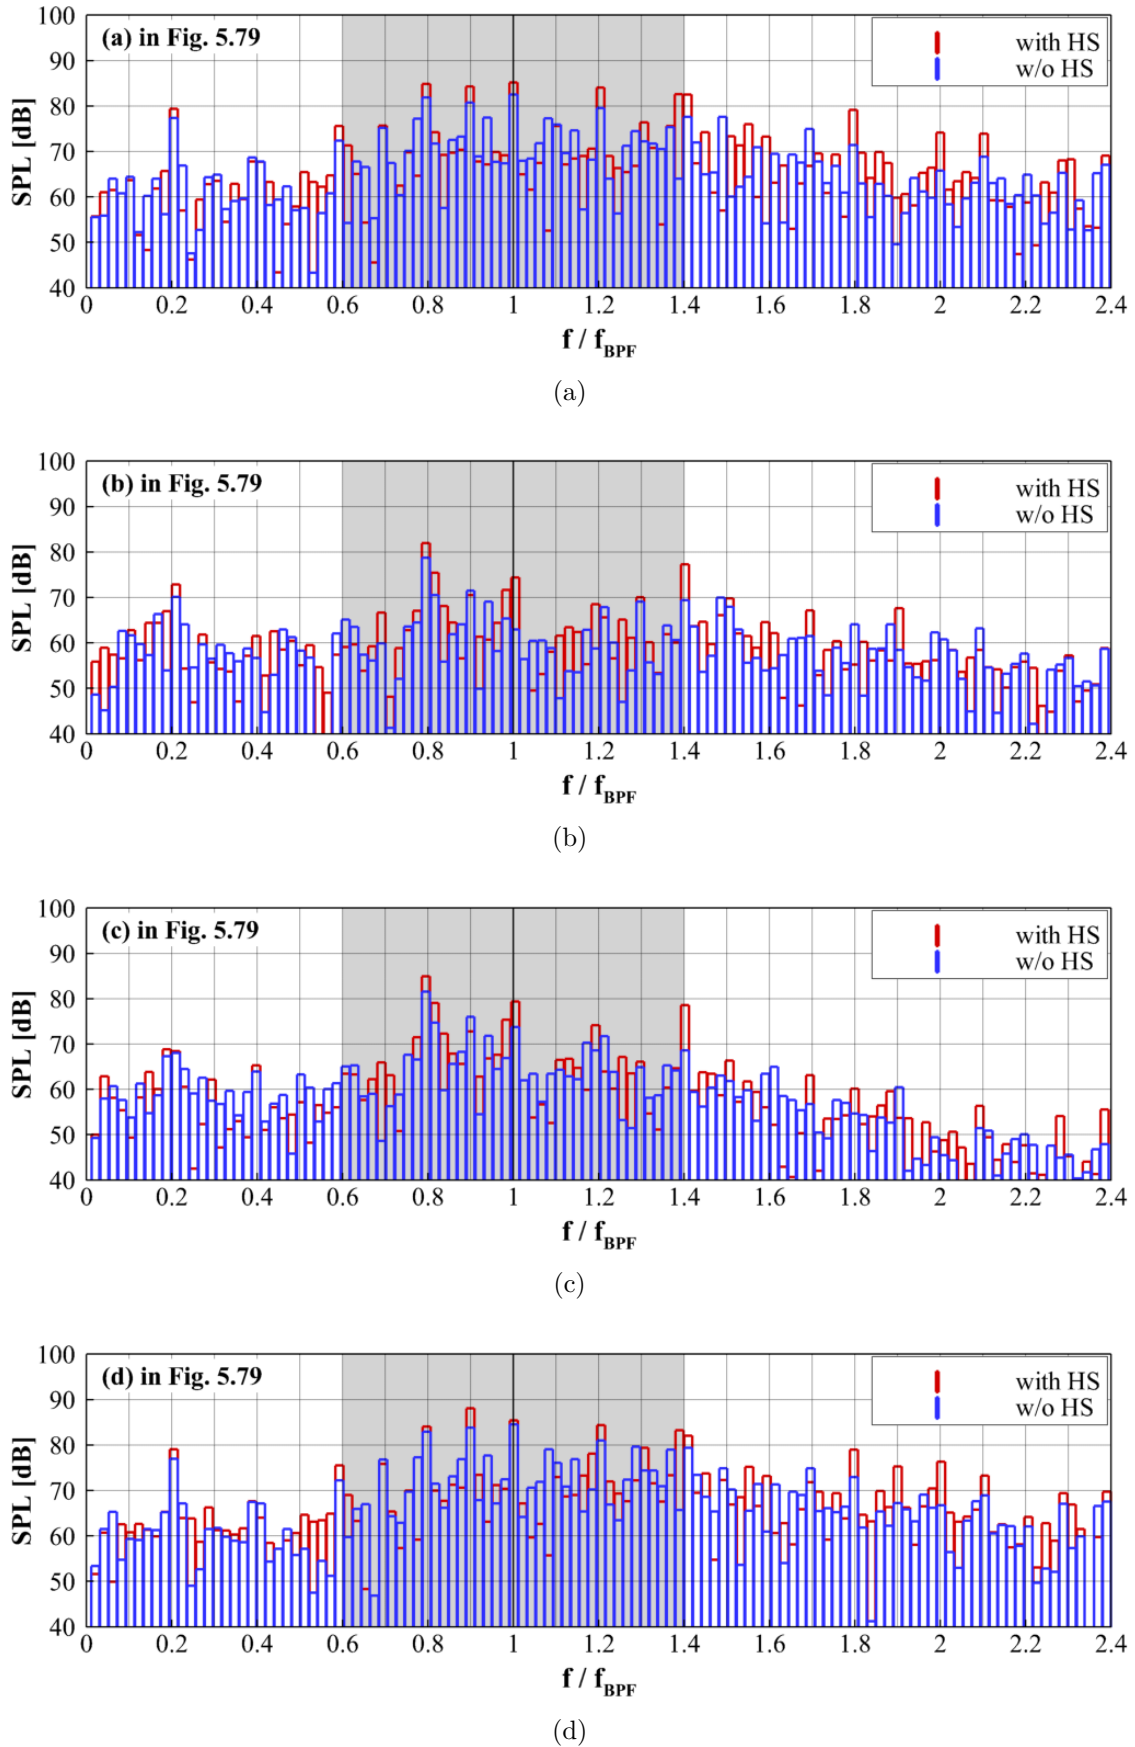 100
(a) in Fig. 5.79
with HS
w/o HS
90
80
SPL [dB]
70
60
50
40
0 0.2 0.4 0.6 0.8 1 1.2 1.4 1.6 1.8 2 2.2 2.4
f / fBPF
(a)
100
(b) in Fig. 5.79
with HS
w/o HS
90
80
SPL [dB]
70
60
50
40
0 0.2 0.4 0.6 0.8 1 1.2 1.4 1.6 1.8 2 2.2 2.4
f / fBPF
(b)
100
(c) in Fig. 5.79
with HS
w/o HS
90
80
SPL [dB]
70
60
50
40
0 0.2 0.4 0.6 0.8 1 1.2 1.4 1.6 1.8 2 2.2 2.4
f / fBPF
(c)
100
(d) in Fig. 5.79
with HS
w/o HS
90
80
SPL [dB]
70
60
50
40
0 0.2 0.4 0.6 0.8 1 1.2 1.4 1.6 1.8 2 2.2 2.4
f / fBPF
(d)